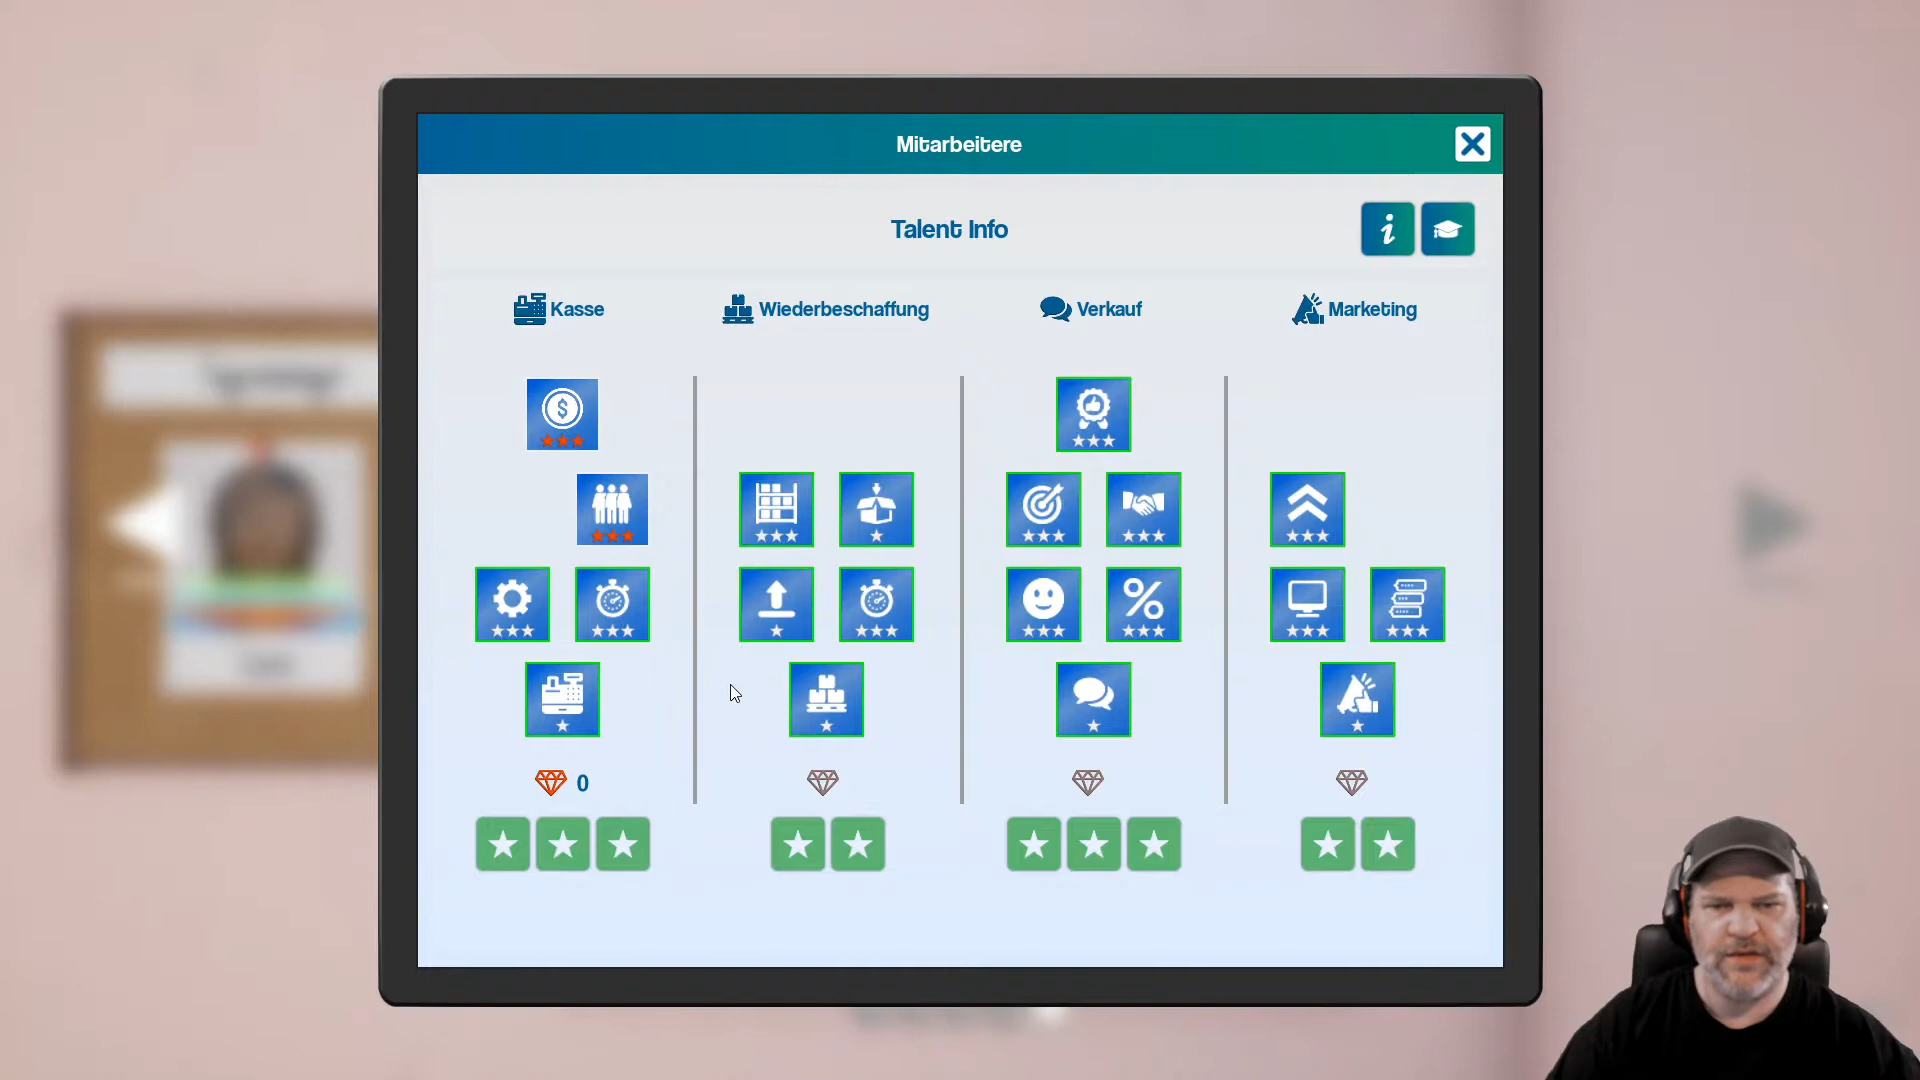 Mitarbeitere
Talent Info
Kasse
Wiederbeschaffung
Verkauf
Marketing
0